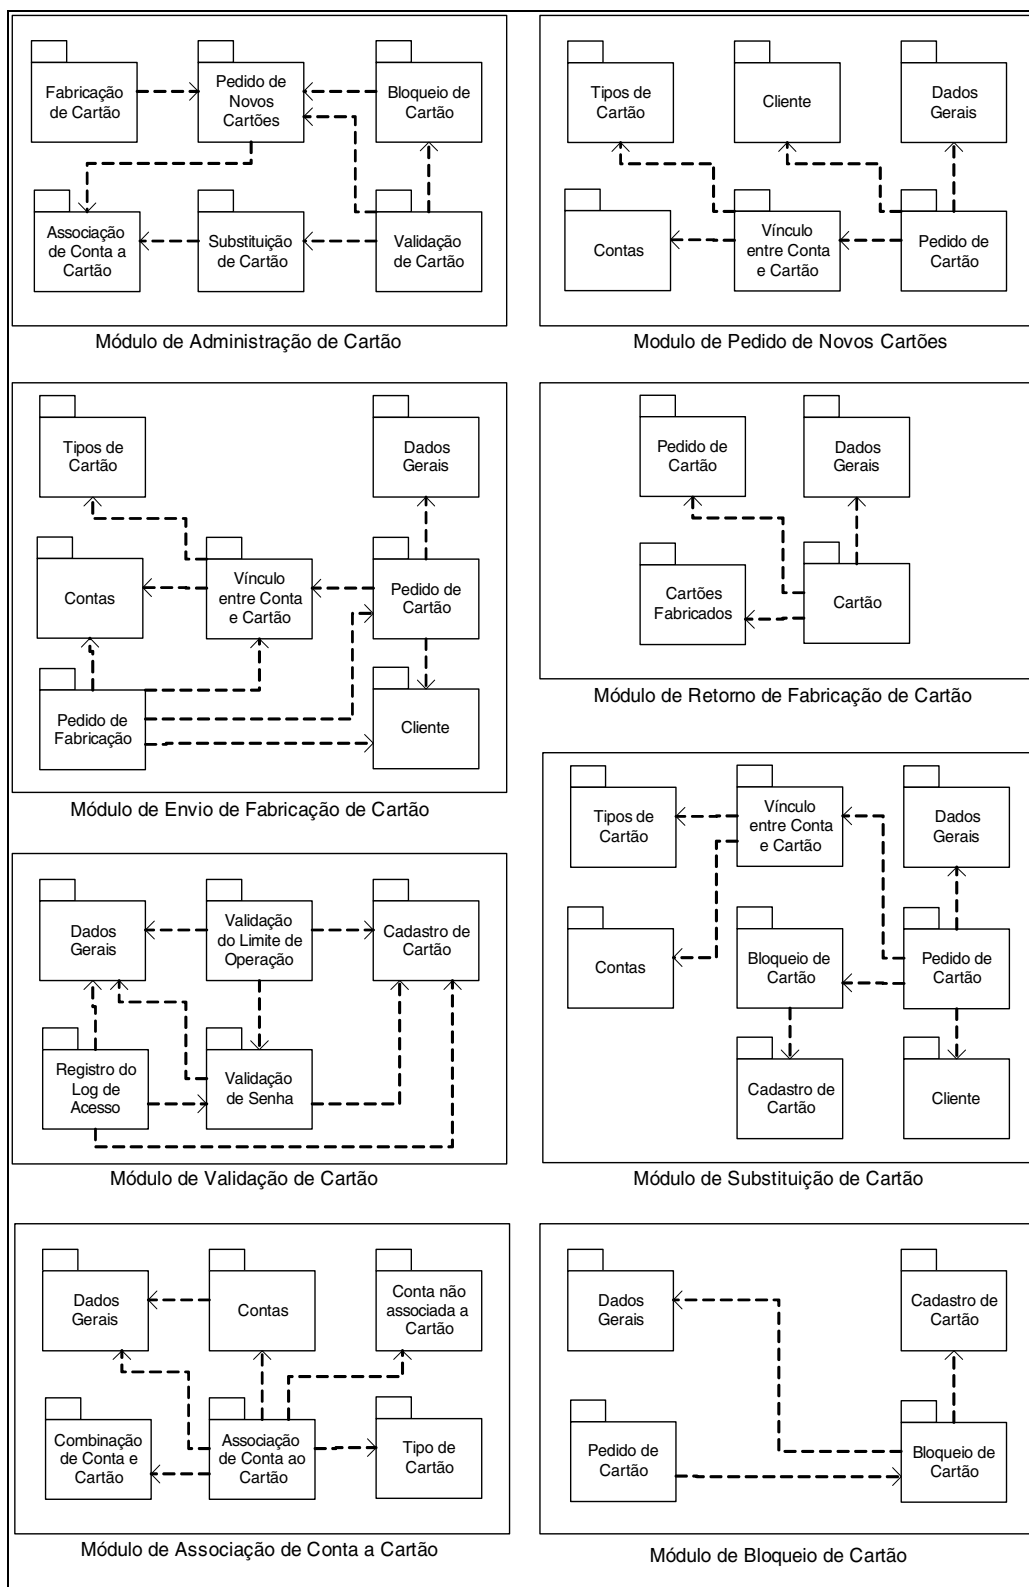 Fabricação
de Cartão
Pedido de
Novos
Cartões
Bloqueio de
Cartão
Associação
de Conta a
Cartão
Substituição
de Cartão
Validação
de Cartão
Módulo de Administração de Cartão
Tipos de
Cartão
Cliente
Dados
Gerais
Contas
Vínculo
entre Conta
e Cartão
Pedido de
Cartão
Modulo de Pedido de Novos Cartões
Tipos de
Cartão
Dados
Gerais
Contas
Vínculo
entre Conta
e Cartão
Pedido de
Cartão
Pedido de
Fabricação
Cliente
Módulo de Envio de Fabricação de Cartão
Pedido de
Cartão
Dados
Gerais
Cartões
Fabricados
Cartão
Módulo de Retorno de Fabricação de Cartão
Dados
Gerais
Validação
do Limite de
Operação
Cadastro de
Cartão
Registro do
Log de
Acesso
Validação
de Senha
Módulo de Validação de Cartão
Tipos de
Cartão
Vínculo
entre Conta
e Cartão
Dados
Gerais
Contas
Bloqueio de
Cartão
Pedido de
Cartão
Cadastro de
Cartão
Cliente
Módulo de Substituição de Cartão
Dados
Gerais
Contas
Conta não
associada a
Cartão
Combinação
de Conta e
Cartão
Associação
de Conta ao
Cartão
Tipo de
Cartão
Módulo de Associação de Conta a Cartão
Dados
Gerais
Cadastro de
Cartão
Pedido de
Cartão
Bloqueio de
Cartão
Módulo de Bloqueio de Cartão